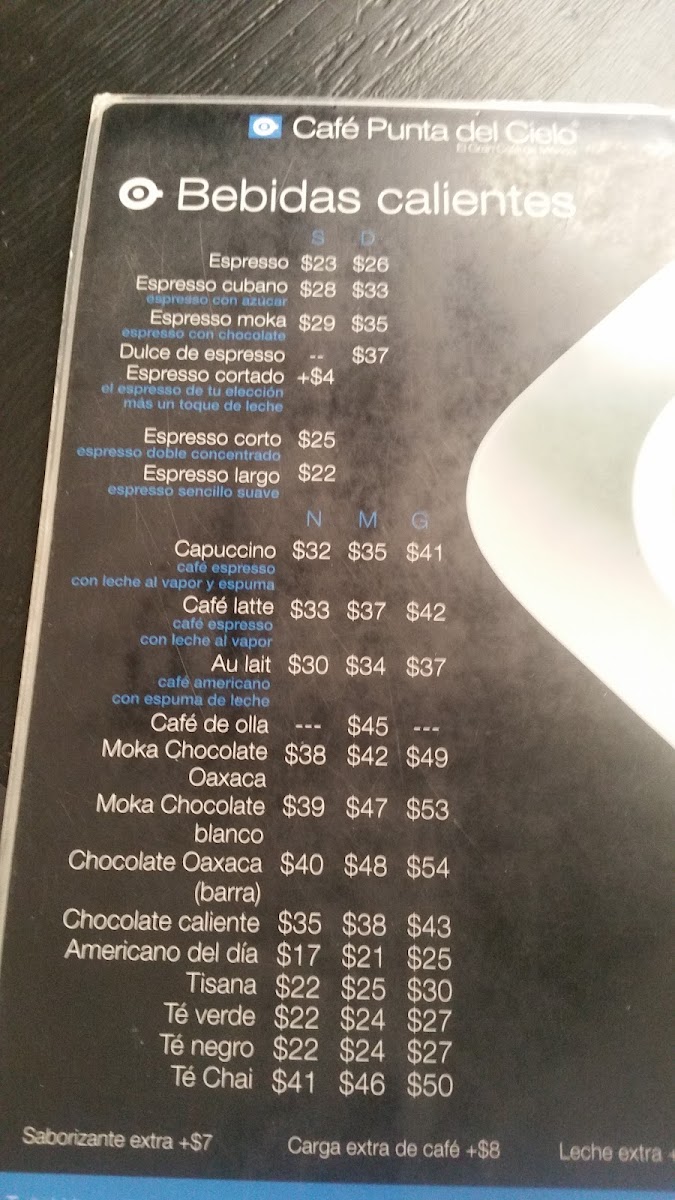 Café Punta del Cielo
El Gran Café de México
Bebidas calientes
S D
Espresso $23 $26
Espresso cubano $28 $33
espresso con azúcar
Espresso moka $29 $35
espresso con chocolate
Dulce de espresso -- $37
Espresso cortado +$4
el espresso de tu elección
más un toque de leche
Espresso corto $25
espresso doble concentrado
Espresso largo $22
espresso sencillo suave
N M G
Capuccino $32 $35 $41
café espresso
con leche al vapor y espuma
Café latte $33 $37 $42
café espresso
con leche al vapor
Au lait $30 $34 $37
café americano
con espuma de leche
Café de olla --- $45 ---
Moka Chocolate $38 $42 $49
Oaxaca
Moka Chocolate $39 $47 $53
blanco
Chocolate Oaxaca $40 $48 $54
(barra)
Chocolate caliente $35 $38 $43
Americano del día $17 $21 $25
Tisana $22 $25 $30
Té verde $22 $24 $27
Té negro $22 $24 $27
Té Chai $41 $46 $50
Saborizante extra +$7 Carga extra de café +$8 Leche extra +